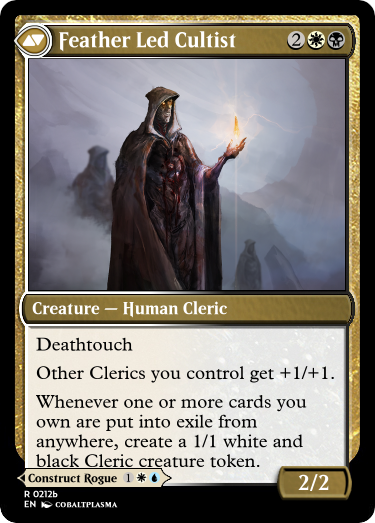 Feather Led Cultist 2
Creature — Human Cleric
Deathtouch
Other Clerics you control get +1/+1.
Whenever one or more cards you
own are put into exile from
anywhere, create a 1/1 white and
black Cleric creature token.
Construct Rogue 1
2/2
R 0212b
EN COBALTPLASMA